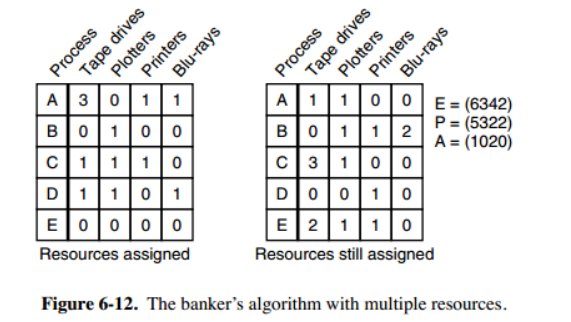 Process Tape drives Plotters Printers Blu-rays
A 3 0 1 1
B 0 1 0 0
C 1 1 1 0
D 1 1 0 1
E 0 0 0 0
Resources assigned
Process Tape drives Plotters Printers Blu-rays
A 1 1 0 0
B 0 1 1 2
C 3 1 0 0
D 0 0 1 0
E 2 1 1 0
Resources still assigned
E = (6342)
P = (5322)
A = (1020)
Figure 6-12. The banker’s algorithm with multiple resources.